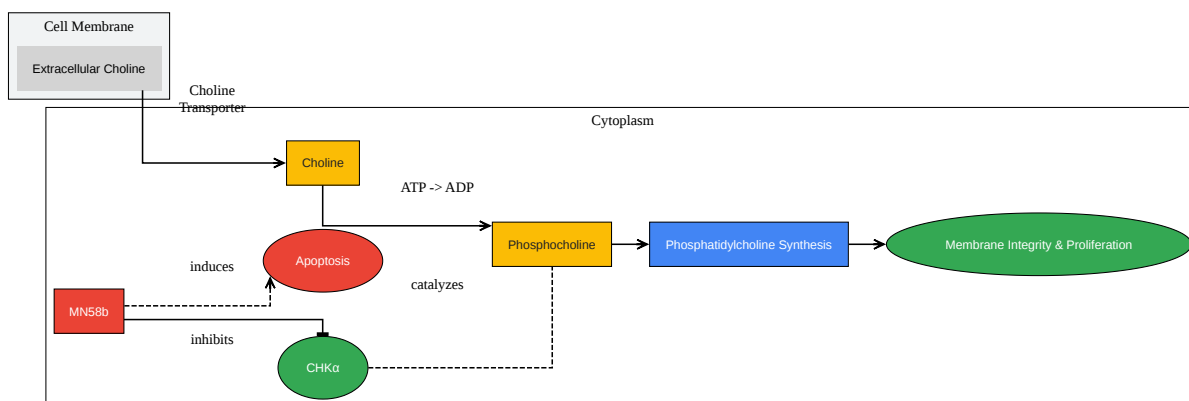 Cell Membrane
Extracellular Choline
Choline
Transporter
Cytoplasm
Choline
ATP -> ADP
Phosphocholine
Phosphatidylcholine Synthesis
Membrane Integrity & Proliferation
Apoptosis
induces
catalyzes
MN58b
inhibits
CHKα